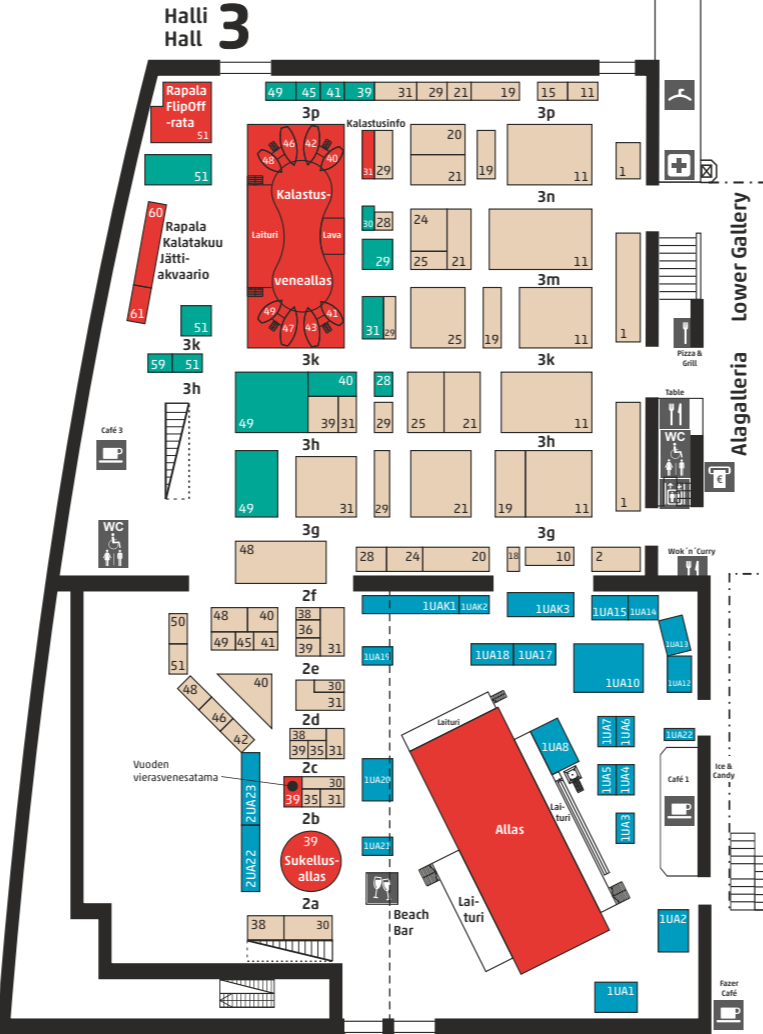 Halli
Hall 3
Rapala
FlipOff
-rata
51
49 45 41 39 31 29 21 19 15 11
3p 3p
Kalastusinfo
46 42
48 40
Kalastus-
Laituri Lava
veneallas
49 41
47 43
31 29 20 21 19 11 1
51
3n
60
61
Rapala
Kalatakuu
Jätti-
akvaario
30 28 24
29 25 21 11
3m
Lower Gallery
51
31 29 25 19 11 1
3k 3k 3k
59 51
3h
Pizza &
Grill
Alagalleria
40 28
49 39 31 29 25 21 11
3h 3h
Table
WC
€
Café 3
49 31 29 21 19 11 1
WC
3g 3g
48 28 24 20 18 10 2
Wok´n´Curry
2f
1UAK1 1UAK2 1UAK3 1UA15 1UA14
50 48 40 38
36
51 49 45 41 39 31
1UA13
1UA19 1UA18 1UA17
2e
1UA10 1UA12
48 40 30
46 31
42
2d
Laituri
38
39 35 31
1UA7 1UA6
1UA22
1UA8
2c
Vuoden
vierasvenesatama
30
39 35 31
1UA20
1UA5 1UA4
Ice &
Candy
Café 1
2UA23
2b
Lai-
turi
1UA3
39
Sukellus-
allas
Allas
1UA21
2UA22
2a
Beach
Bar
Lai-
turi
38 30
1UA2
1UA1
Fazer
Café